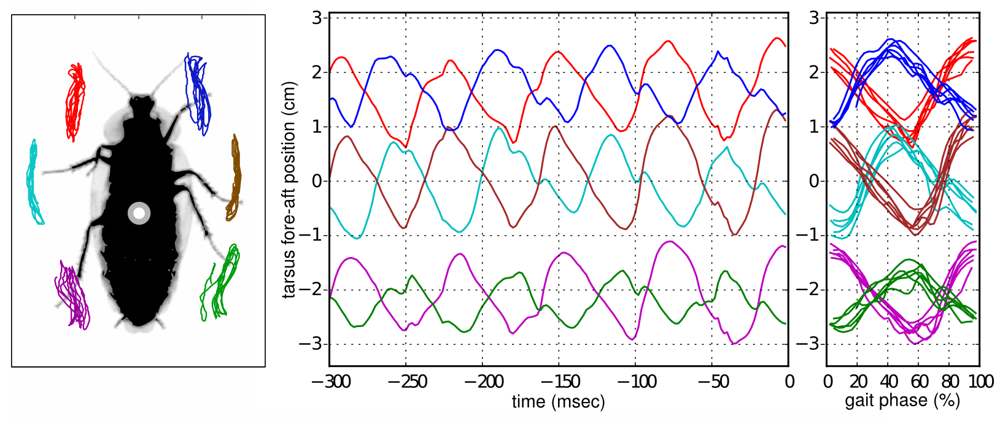 3
2
1
0
−1
−2
−3
tarsus fore-aft position (cm)
−300 −250 −200 −150 −100 −50 0
time (msec)
3
2
1
0
−1
−2
−3
0 20 40 60 80 100
gait phase (%)